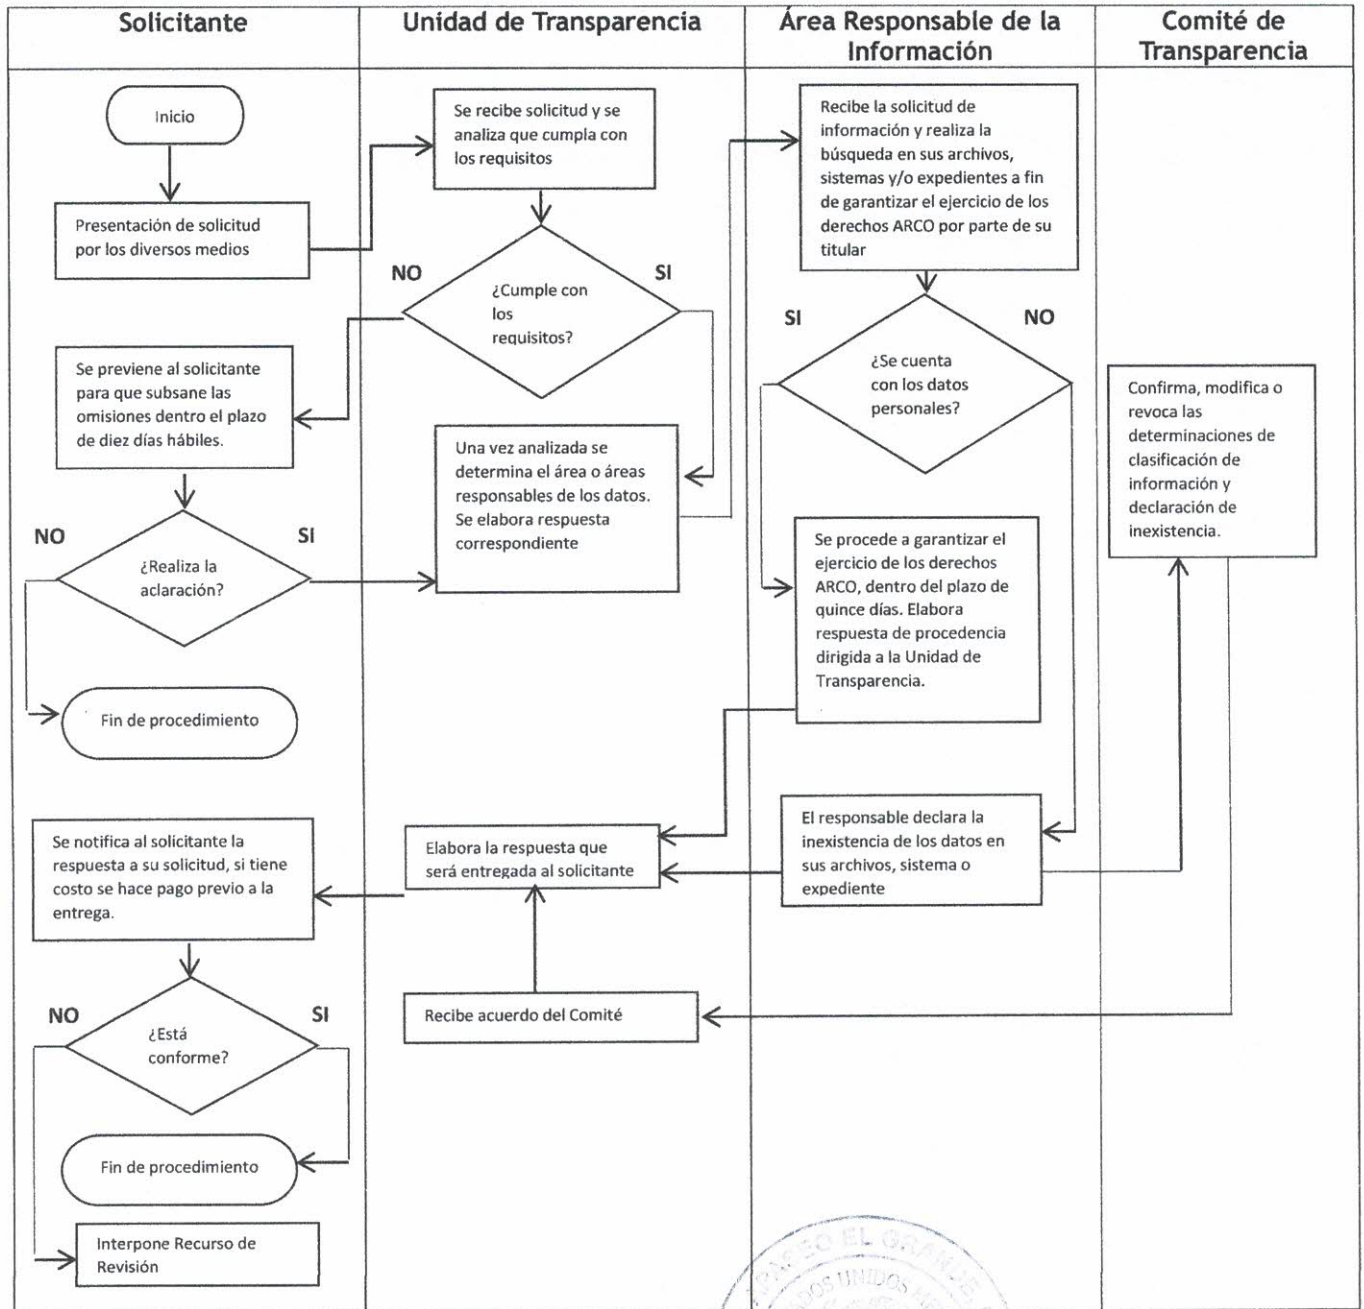 Solicitante
Unidad de Transparencia
Área Responsable de la
Información
Comité de
Transparencia
Inicio
Presentación de solicitud
por los diversos medios
Se recibe solicitud y se
analiza que cumpla con
los requisitos
Recibe la solicitud de
información y realiza la
búsqueda en sus archivos,
sistemas y/o expedientes a fin
de garantizar el ejercicio de los
derechos ARCO por parte de su
titular
NO
SI
¿Cumple con
los
requisitos?
SI
NO
¿Se cuenta
con los datos
personales?
Se previene al solicitante
para que subsane las
omisiones dentro el plazo
de diez días hábiles.
Confirma, modifica o
revoca las
determinaciones de
clasificación de
información y
declaración de
inexistencia.
Una vez analizada se
determina el área o áreas
responsables de los datos.
Se elabora respuesta
correspondiente
NO
SI
¿Realiza la
aclaración?
Se procede a garantizar el
ejercicio de los derechos
ARCO, dentro del plazo de
quince días. Elabora
respuesta de procedencia
dirigida a la Unidad de
Transparencia.
Fin de procedimiento
Se notifica al solicitante la
respuesta a su solicitud, si tiene
costo se hace pago previo a la
entrega.
Elabora la respuesta que
será entregada al solicitante
El responsable declara la
inexistencia de los datos en
sus archivos, sistema o
expediente
Recibe acuerdo del Comité
NO
SI
¿Está
conforme?
Fin de procedimiento
Interpone Recurso de
Revisión
APASEO EL GRANDE
UNIDOS